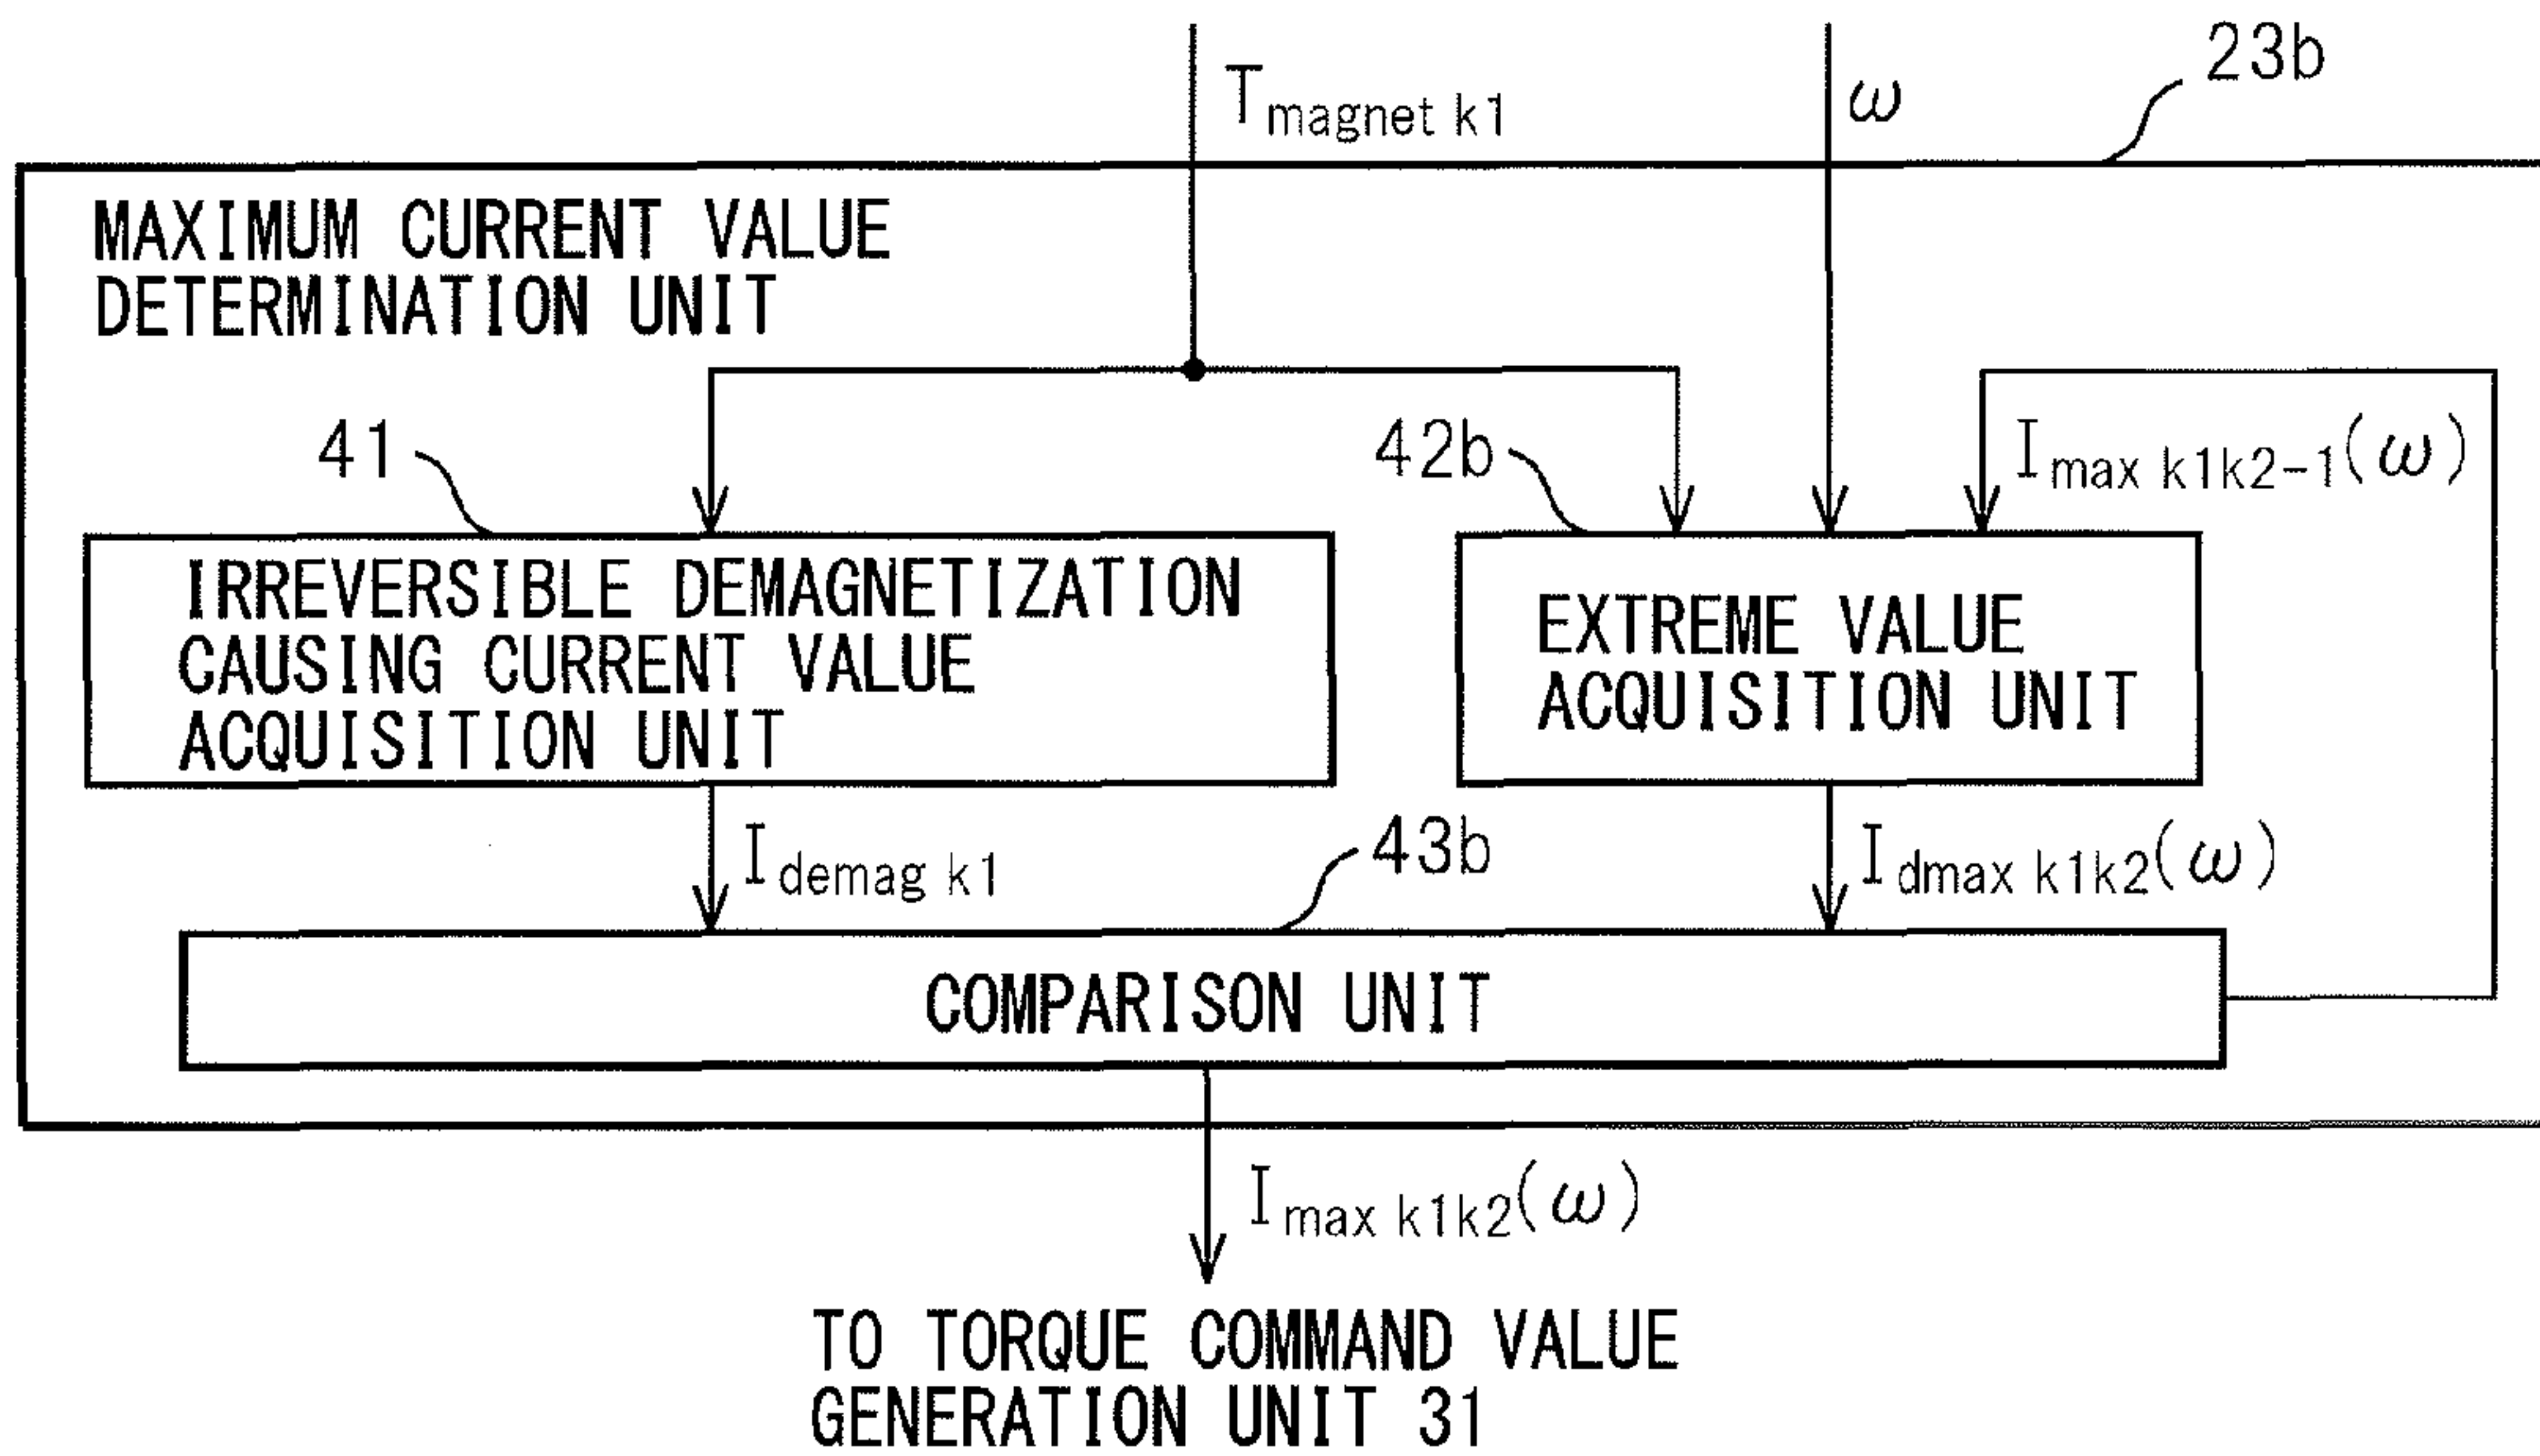 23b
T magnet k1
ω
MAXIMUM CURRENT VALUE
DETERMINATION UNIT
41
42b
I max k1k2-1(ω)
IRREVERSIBLE DEMAGNETIZATION
CAUSING CURRENT VALUE
ACQUISITION UNIT
EXTREME VALUE
ACQUISITION UNIT
I demag k1
43b
I dmax k1k2(ω)
COMPARISON UNIT
I max k1k2(ω)
TO TORQUE COMMAND VALUE
GENERATION UNIT 31